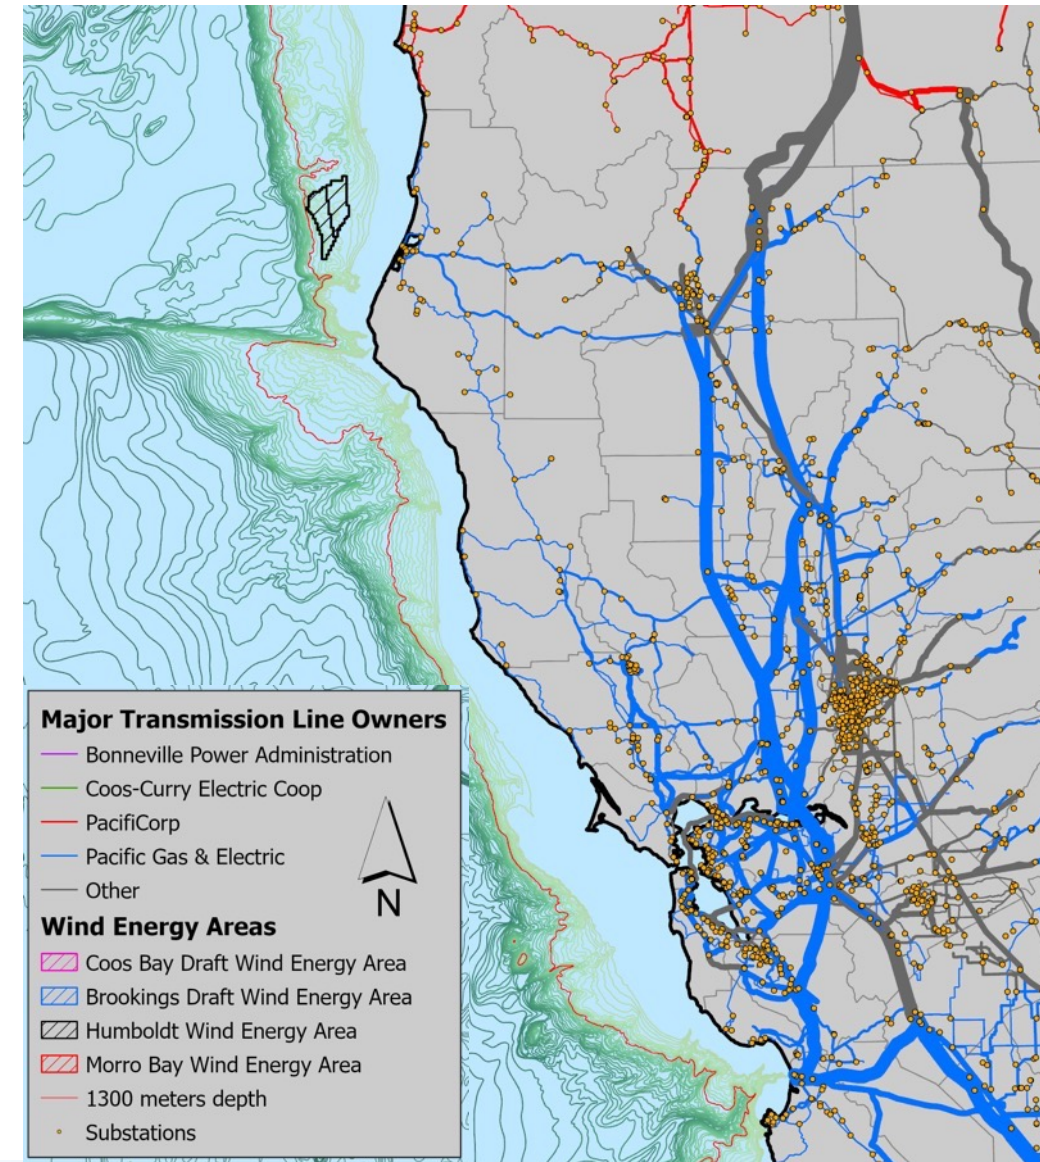 Major Transmission Line Owners
Bonneville Power Administration
Coos-Curry Electric Coop
PacifiCorp
Pacific Gas & Electric
Other
N
Wind Energy Areas
Coos Bay Draft Wind Energy Area
Brookings Draft Wind Energy Area
Humboldt Wind Energy Area
Morro Bay Wind Energy Area
1300 meters depth
Substations